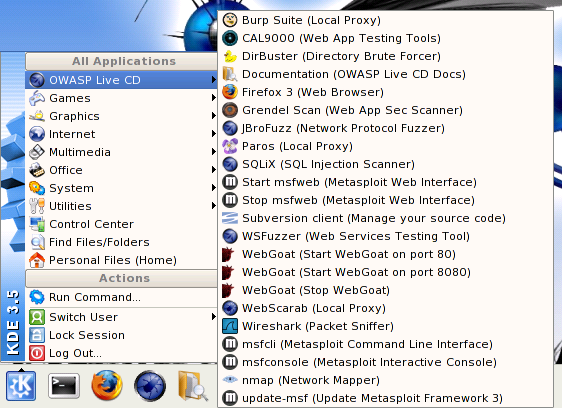 All Applications
OWASP Live CD
Games
Graphics
Internet
Multimedia
Office
System
Utilities
Control Center
Find Files/Folders
Personal Files (Home)
Actions
Run Command...
Switch User
Lock Session
Log Out...
KDE 3.5
Burp Suite (Local Proxy)
CAL9000 (Web App Testing Tools)
DirBuster (Directory Brute Forcer)
Documentation (OWASP Live CD Docs)
Firefox 3 (Web Browser)
Grendel Scan (Web App Sec Scanner)
JBroFuzz (Network Protocol Fuzzer)
Paros (Local Proxy)
SQLiX (SQL Injection Scanner)
Start msfweb (Metasploit Web Interface)
Stop msfweb (Metasploit Web Interface)
Subversion client (Manage your source code)
WSFuzzer (Web Services Testing Tool)
WebGoat (Start WebGoat on port 80)
WebGoat (Start WebGoat on port 8080)
WebGoat (Stop WebGoat)
WebScarab (Local Proxy)
Wireshark (Packet Sniffer)
msfcli (Metasploit Command Line Interface)
msfconsole (Metasploit Interactive Console)
nmap (Network Mapper)
update-msf (Update Metasploit Framework 3)